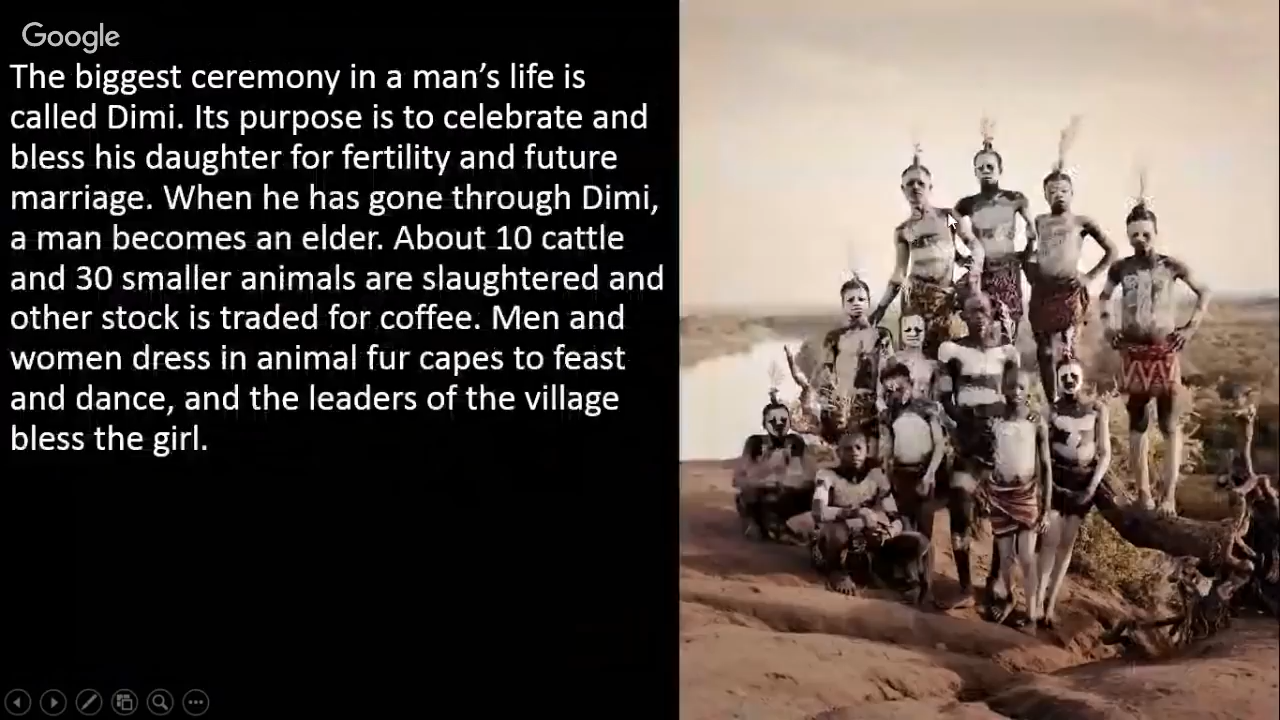 Google
The biggest ceremony in a man’s life is
called Dimi. Its purpose is to celebrate and
bless his daughter for fertility and future
marriage. When he has gone through Dimi,
a man becomes an elder. About 10 cattle
and 30 smaller animals are slaughtered and
other stock is traded for coffee. Men and
women dress in animal fur capes to feast
and dance, and the leaders of the village
bless the girl.